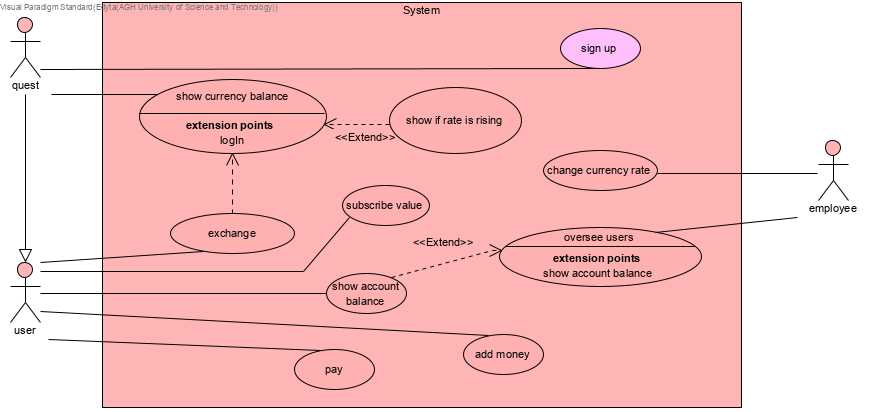 Visual Paradigm Standard(Edyta(AGH University of Science and Technology))
System
sign up
quest
show currency balance
extension points
logIn
show if rate is rising
<<Extend>>
change currency rate
employee
subscribe value
exchange
oversee users
extension points
show account balance
<<Extend>>
show account
balance
user
add money
pay